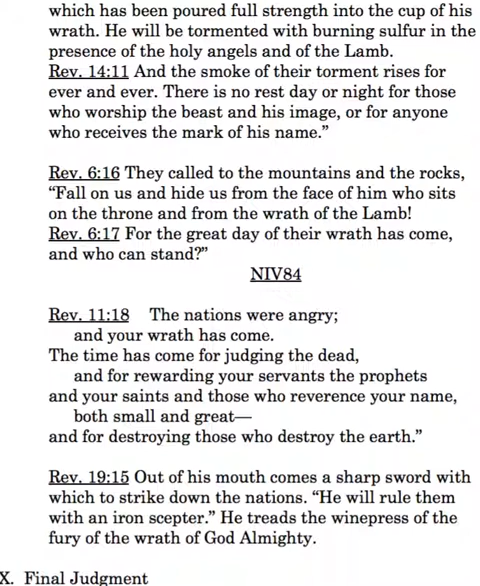 which has been poured full strength into the cup of his
wrath. He will be tormented with burning sulfur in the
presence of the holy angels and of the Lamb.
Rev. 14:11 And the smoke of their torment rises for
ever and ever. There is no rest day or night for those
who worship the beast and his image, or for anyone
who receives the mark of his name.”
Rev. 6:16 They called to the mountains and the rocks,
“Fall on us and hide us from the face of him who sits
on the throne and from the wrath of the Lamb!
Rev. 6:17 For the great day of their wrath has come,
and who can stand?”
NIV84
Rev. 11:18 The nations were angry;
and your wrath has come.
The time has come for judging the dead,
and for rewarding your servants the prophets
and your saints and those who reverence your name,
both small and great—
and for destroying those who destroy the earth.”
Rev. 19:15 Out of his mouth comes a sharp sword with
which to strike down the nations. “He will rule them
with an iron scepter.” He treads the winepress of the
fury of the wrath of God Almighty.
X. Final Judgment